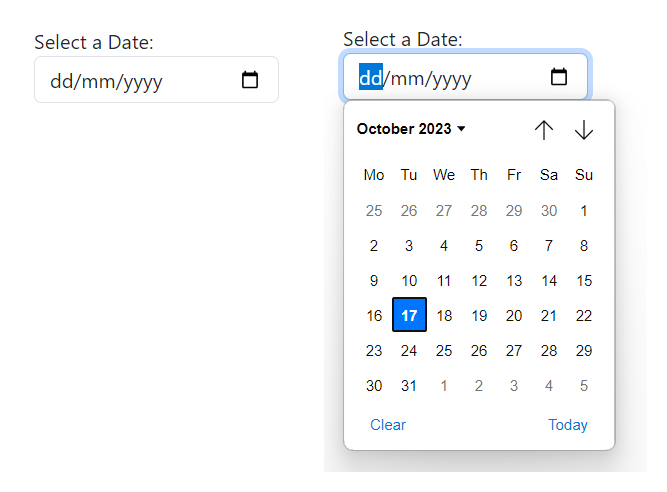 Select a Date:
dd/mm/yyyy
Select a Date:
dd/mm/yyyy
October 2023
Mo Tu We Th Fr Sa Su
25 26 27 28 29 30 1
2 3 4 5 6 7 8
9 10 11 12 13 14 15
16 17 18 19 20 21 22
23 24 25 26 27 28 29
30 31 1 2 3 4 5
Clear Today